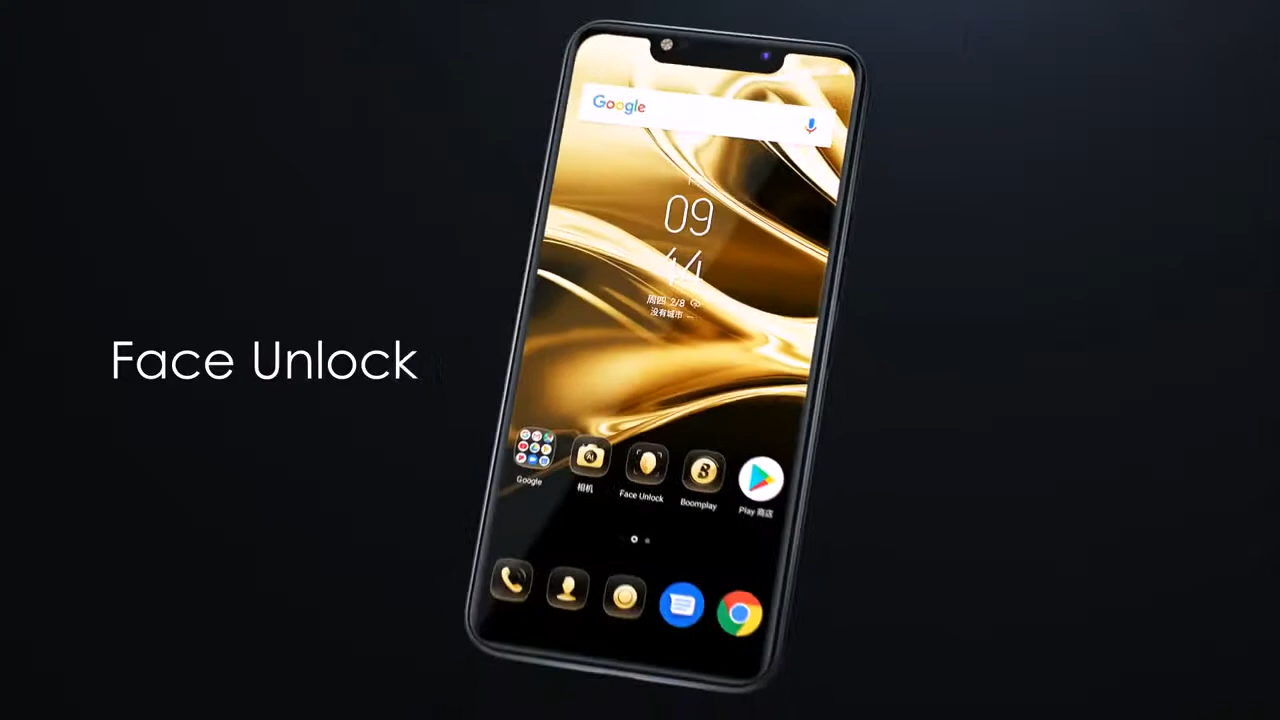 Google
09
44
周四 2/8
没有城市
Face Unlock
Google
相机
Face Unlock
Boomplay
Play 商店